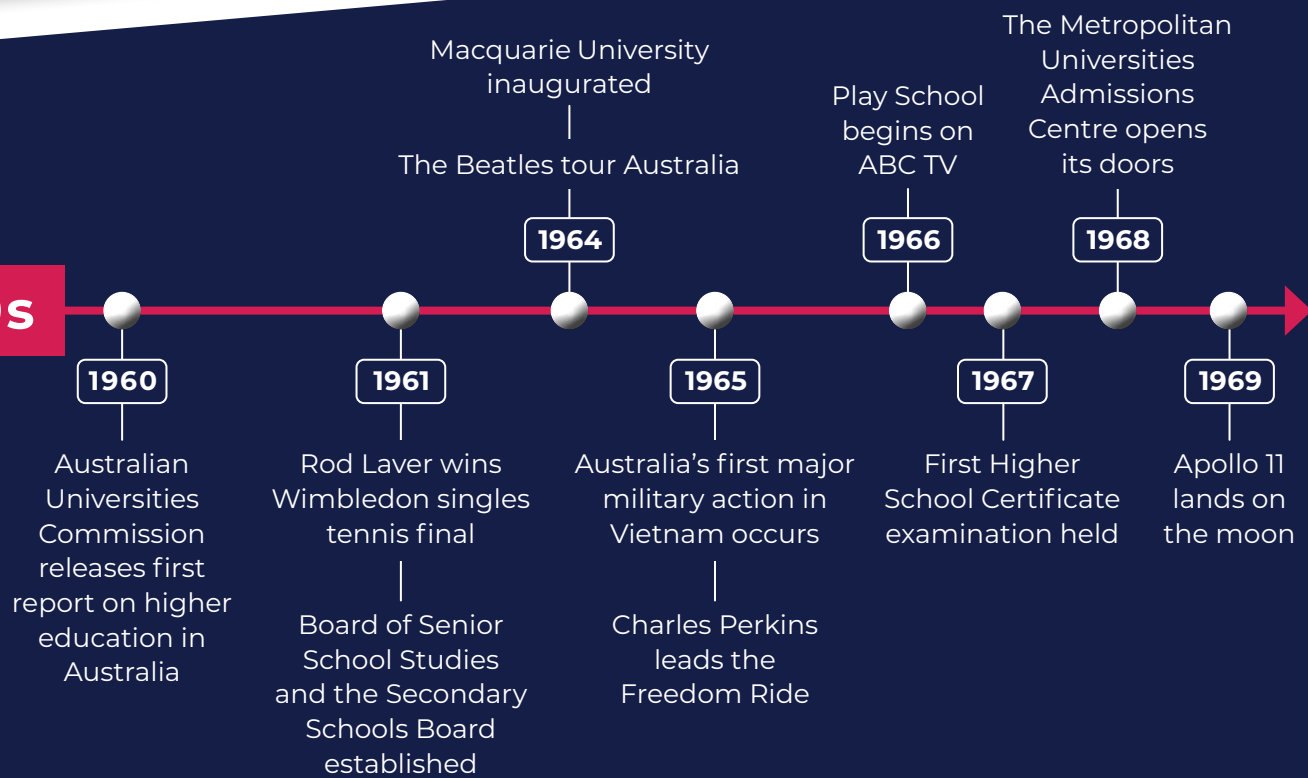 Macquarie University
inaugurated
The Beatles tour Australia
1964
Play School
begins on
ABC TV
1966
The Metropolitan
Universities
Admissions
Centre opens
its doors
1968
s
1960
Australian
Universities
Commission
releases first
report on higher
education in
Australia
1961
Rod Laver wins
Wimbledon singles
tennis final
Board of Senior
School Studies
and the Secondary
Schools Board
established
1965
Australia’s first major
military action in
Vietnam occurs
Charles Perkins
leads the
Freedom Ride
1967
First Higher
School Certificate
examination held
1969
Apollo 11
lands on
the moon